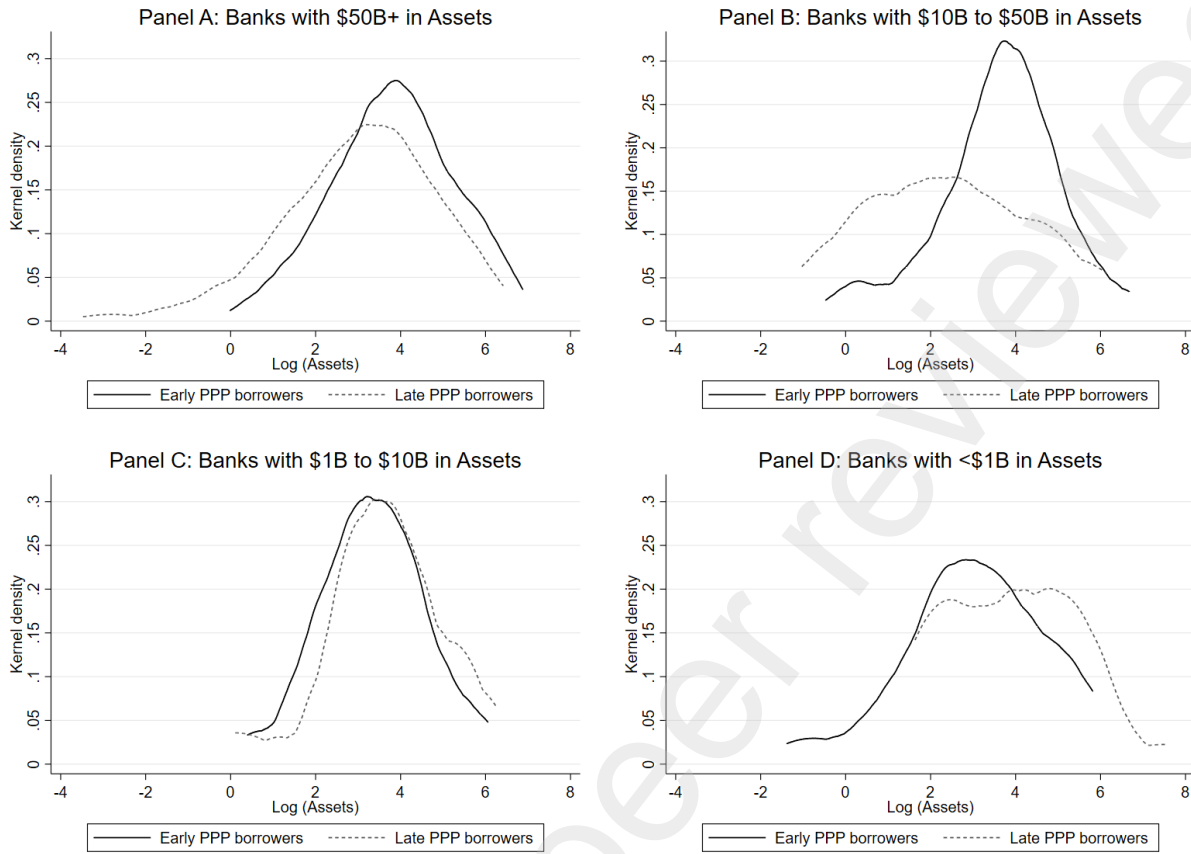 Panel A: Banks with $50B+ in Assets
Kernel density
0 .05 .1 .15 .2 .25 .3
-4 -2 0 2 4 6 8
Log (Assets)
Early PPP borrowers Late PPP borrowers
Panel B: Banks with $10B to $50B in Assets
Kernel density
0 .05 .1 .15 .2 .25 .3
-4 -2 0 2 4 6 8
Log (Assets)
Early PPP borrowers Late PPP borrowers
Panel C: Banks with $1B to $10B in Assets
Kernel density
0 .05 .1 .15 .2 .25 .3
-4 -2 0 2 4 6 8
Log (Assets)
Early PPP borrowers Late PPP borrowers
Panel D: Banks with <$1B in Assets
Kernel density
0 .05 .1 .15 .2 .25 .3
-4 -2 0 2 4 6 8
Log (Assets)
Early PPP borrowers Late PPP borrowers
peer reviewe